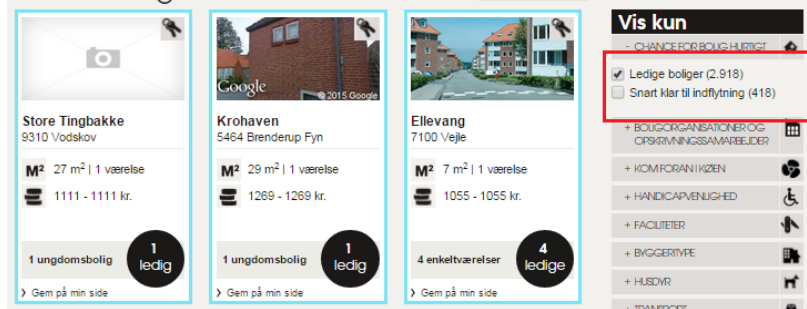 Google
© 2015 Google
Store Tingbakke
9310 Vodskov
M² 27 m² | 1 værelse
1111 - 1111 kr.
1 ungdomsbolig
1
ledig
Gem på min side
Krohaven
5464 Brenderup Fyn
M² 29 m² | 1 værelse
1269 - 1269 kr.
1 ungdomsbolig
1
ledig
Gem på min side
Ellevang
7100 Vejle
M² 7 m² | 1 værelse
1055 - 1055 kr.
4 enkeltværelser
4
ledige
Gem på min side
Vis kun
- CHANCE FOR BOLIG HURTIGT
Ledige boliger (2.918)
Snart klar til indflytning (418)
+ BOLIGORGANISATIONER OG
OPSKRIVNINGSSAMARBEJDER
+ KOM FORAN I KØEN
+ HANDICAPVENLIGHED
+ FACILITETER
+ BYGGERITYPE
+ HUSDYR
+ TRANSPORT